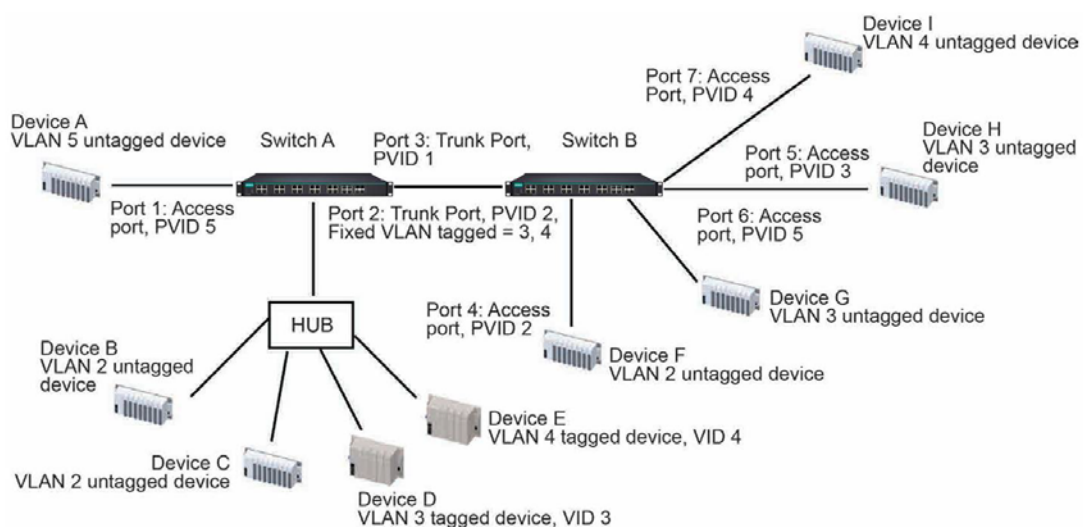 Device I
VLAN 4 untagged device
Port 7: Access
Port, PVID 4
Device A
VLAN 5 untagged device
Switch A
Port 3: Trunk Port,
PVID 1
Switch B
Device H
VLAN 3 untagged
device
Port 5: Access
port, PVID 3
Port 1: Access
port, PVID 5
Port 2: Trunk Port, PVID 2,
Fixed VLAN tagged = 3, 4
Port 6: Access
port, PVID 5
HUB
Port 4: Access
port, PVID 2
Device G
VLAN 3 untagged device
Device B
VLAN 2 untagged
device
Device F
VLAN 2 untagged device
Device E
VLAN 4 tagged device, VID 4
Device C
VLAN 2 untagged device
Device D
VLAN 3 tagged device, VID 3